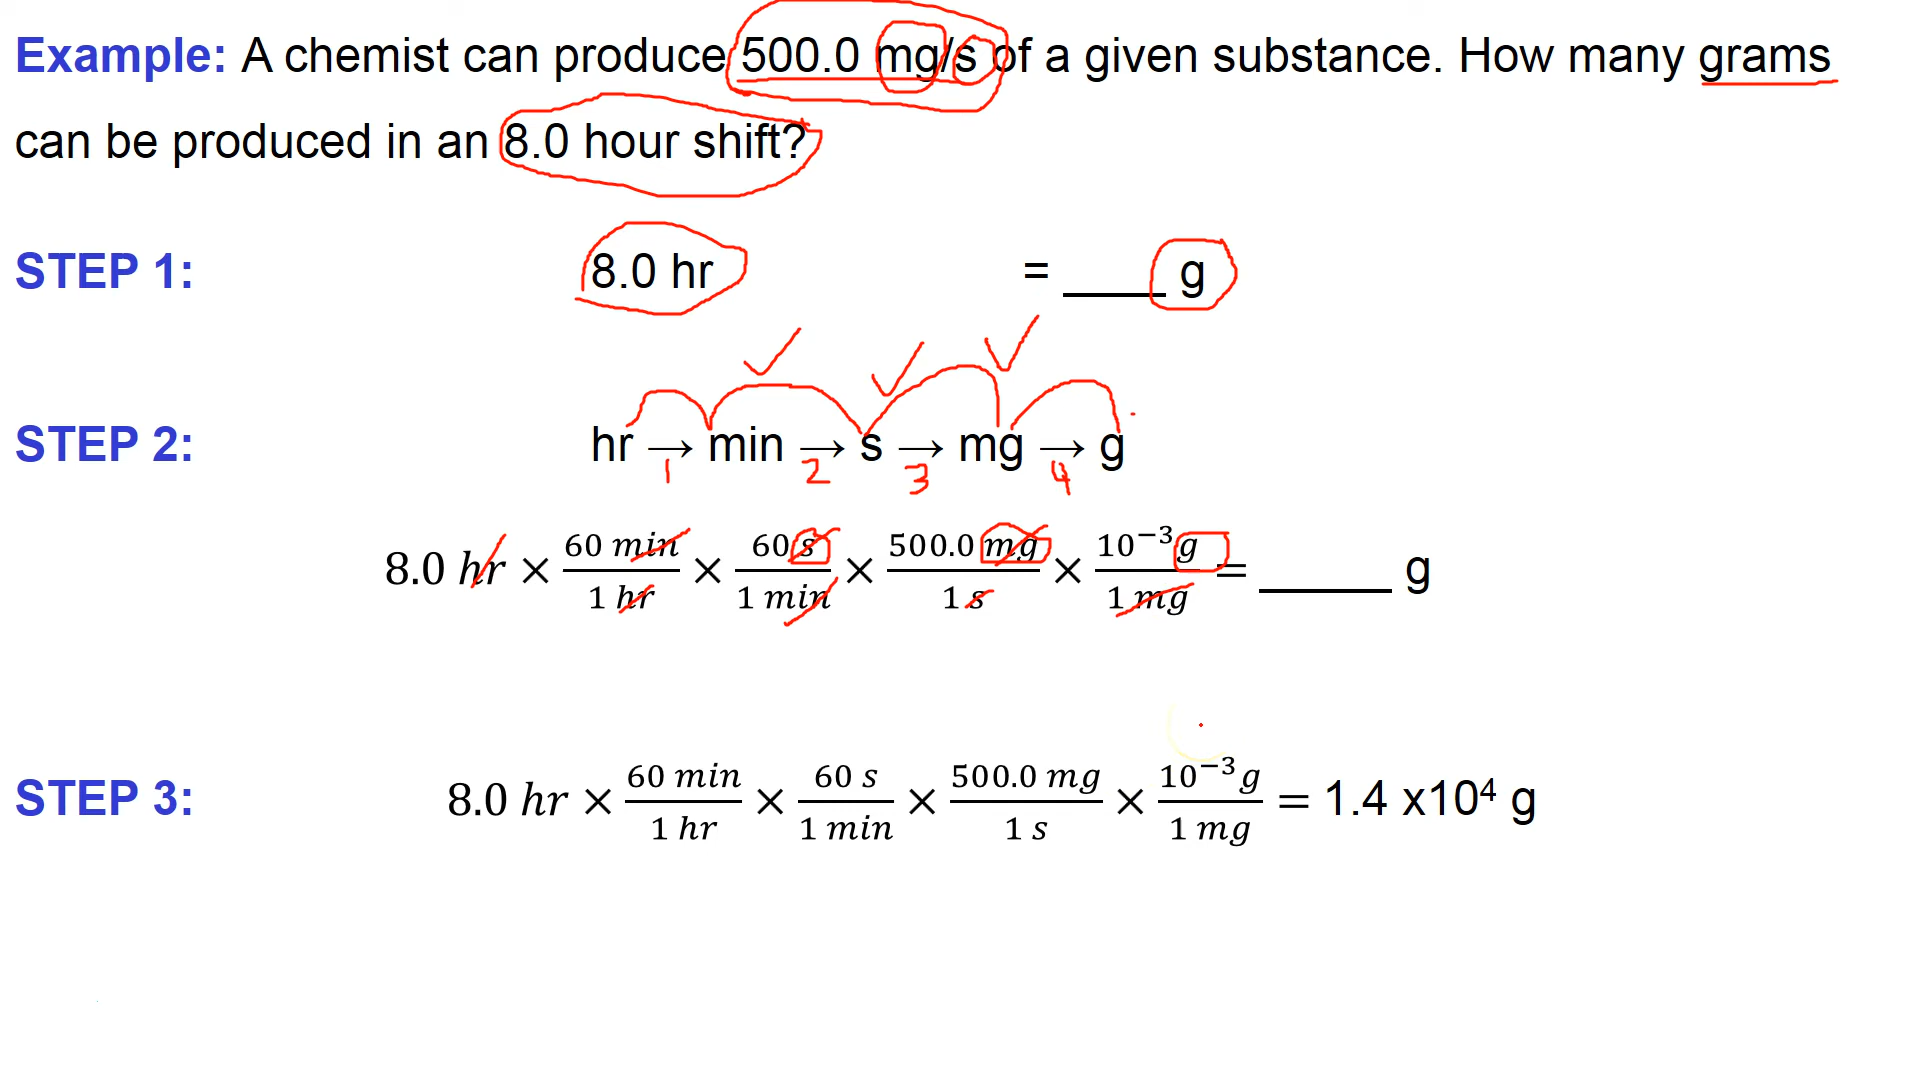 Example: A chemist can produce 500.0 mg/s of a given substance. How many grams
can be produced in an 8.0 hour shift?
STEP 1: 8.0 hr = ____ g
STEP 2: hr → min → s → mg → g
1 2 3 4
8.0 hr × 60 min / 1 hr × 60 s / 1 min × 500.0 mg / 1 s × 10⁻³ g / 1 mg = _____ g
STEP 3: 8.0 hr × 60 min / 1 hr × 60 s / 1 min × 500.0 mg / 1 s × 10⁻³ g / 1 mg = 1.4 x10⁴ g